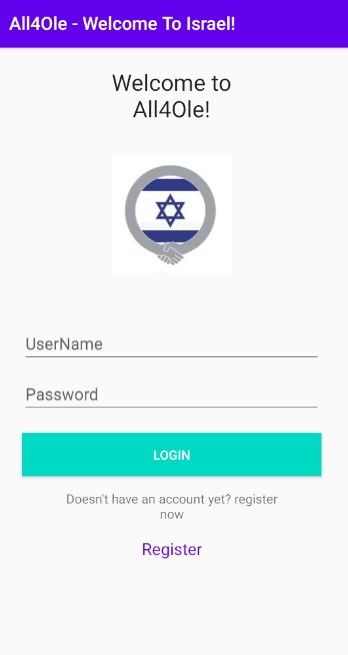 All4Ole - Welcome To Israel!
Welcome to
All4Ole!
UserName
Password
LOGIN
Doesn't have an account yet? register
now
Register